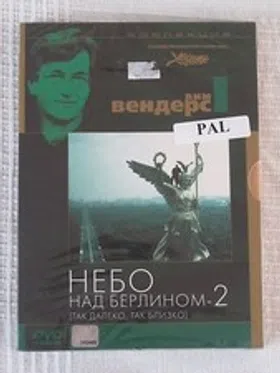 вим
вендерс
PAL
НЕБО
НАД БЕРЛИНОМ-2
[ТАК ДАЛЕКО, ТАК БЛИЗКО]
DVD